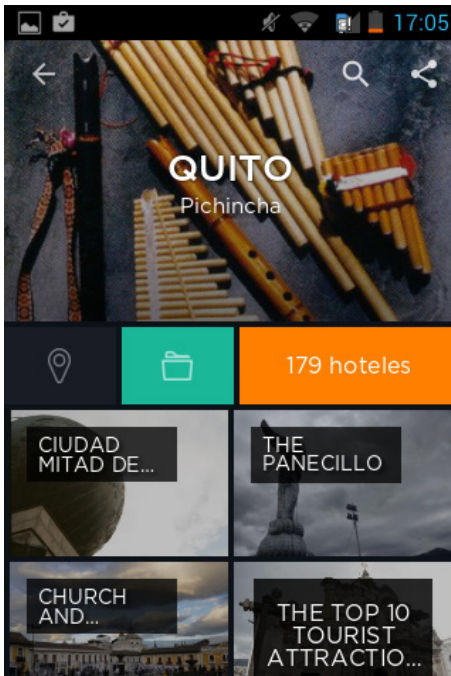 17:05
QUITO
Pichincha
179 hoteles
CIUDAD
MITAD DE...
THE
PANECILLO
CHURCH
AND...
THE TOP 10
TOURIST
ATTRACTIO...